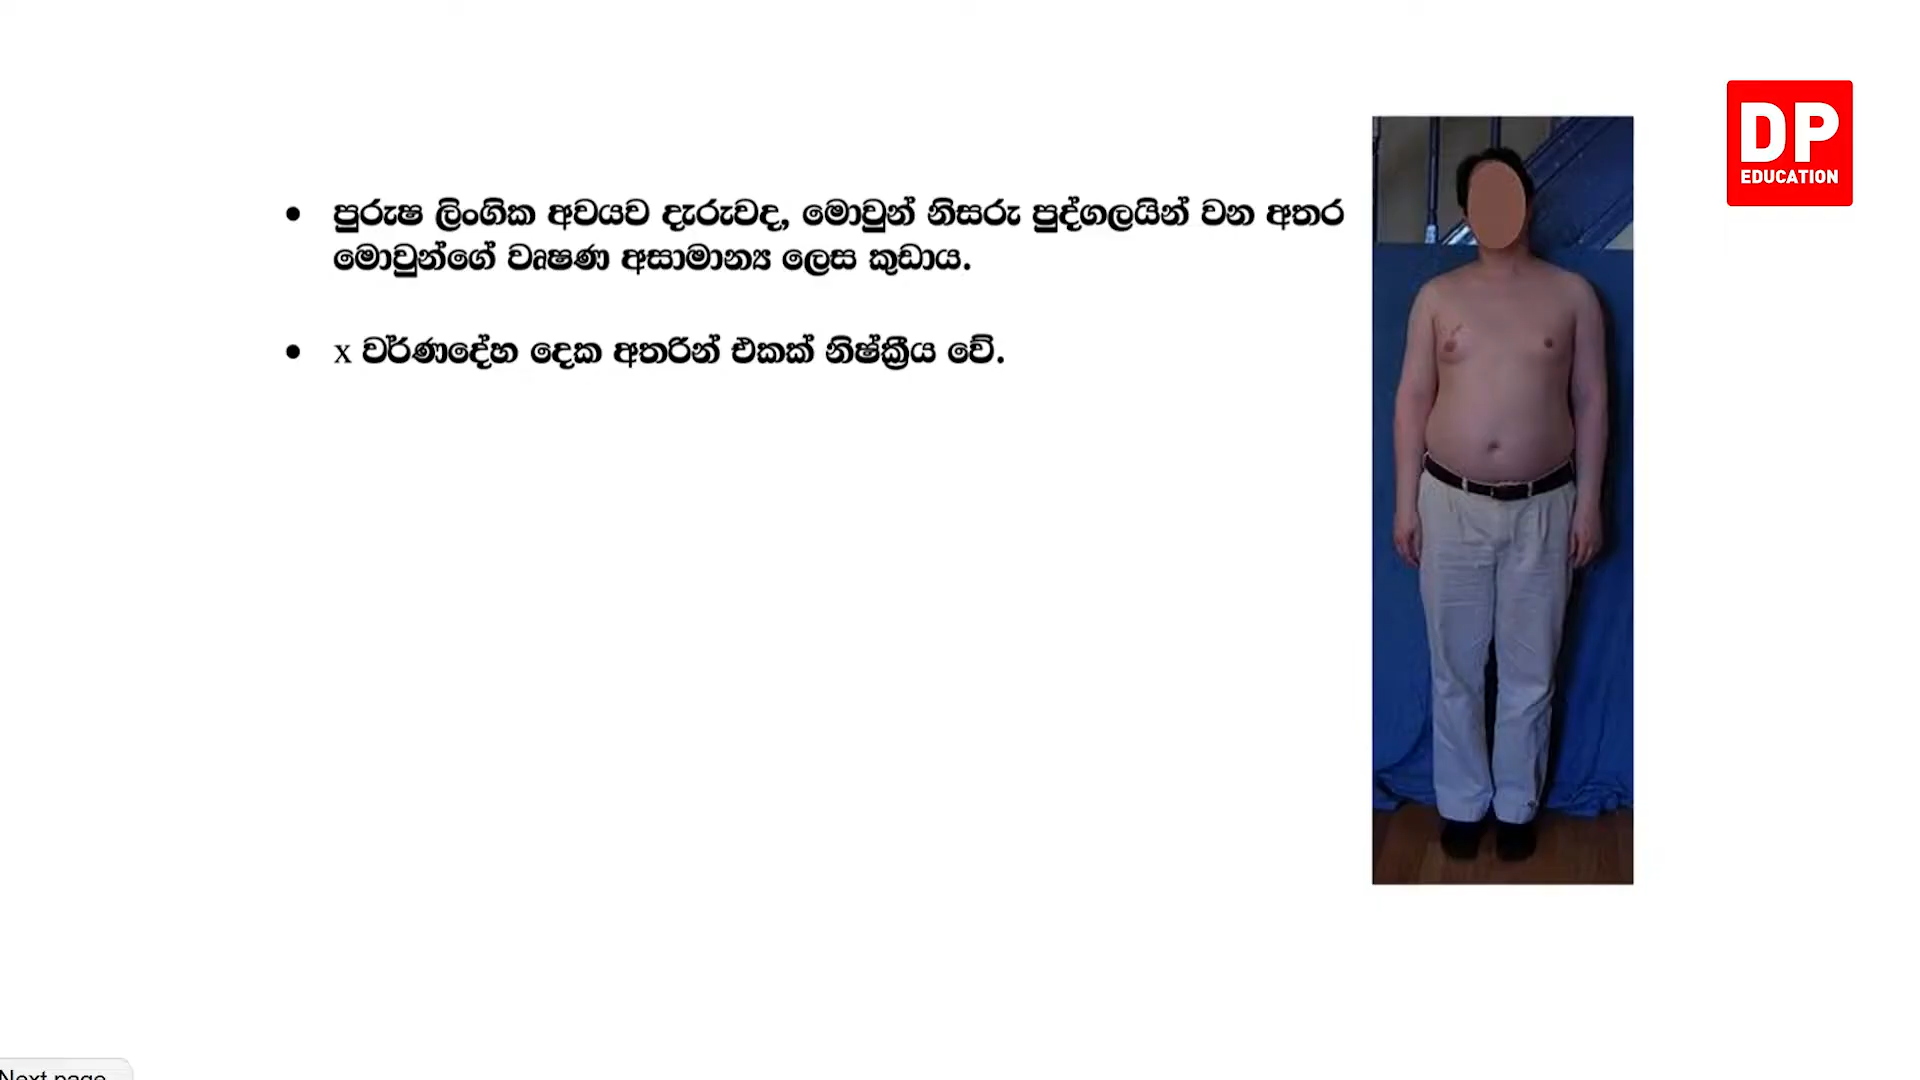 DP
EDUCATION
• පුරුෂ ලිංගික අවයව දැරුවද, මොවුන් නිසරු පුද්ගලයින් වන අතර
මොවුන්ගේ වෘෂණ අසාමාන්‍ය ලෙස කුඩාය.
• x වර්ණදේහ දෙක අතරින් එකක් නිෂ්ක්‍රීය වේ.
Next page